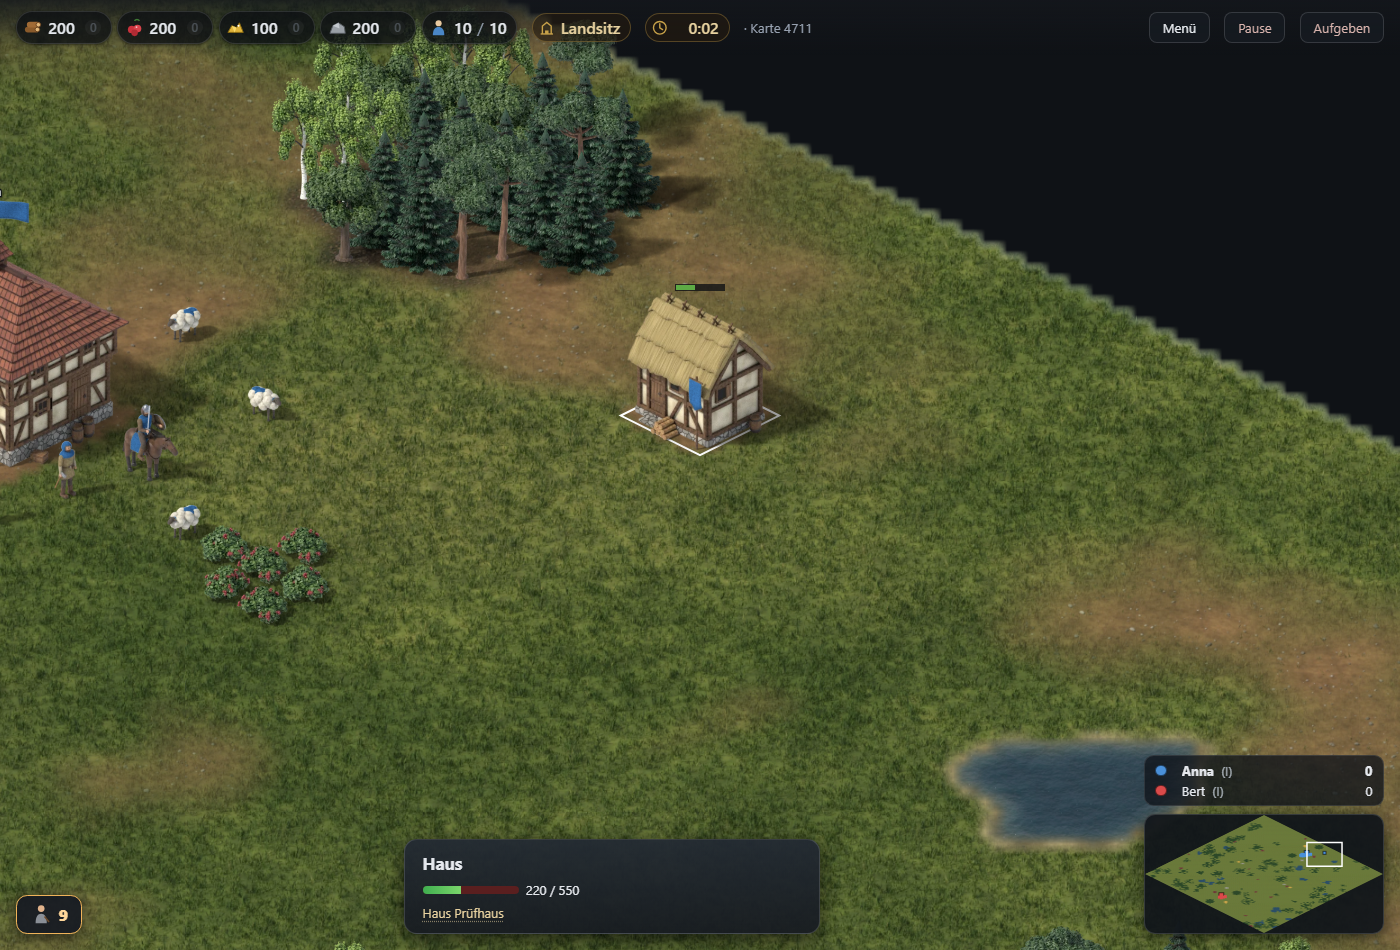 200 0 200 0 100 0 200 0 10 / 10 Landsitz 0:02 · Karte 4711 Menü Pause Aufgeben
Anna (I) 0
Bert (I) 0
Haus
220 / 550
Haus Prüfhaus
9